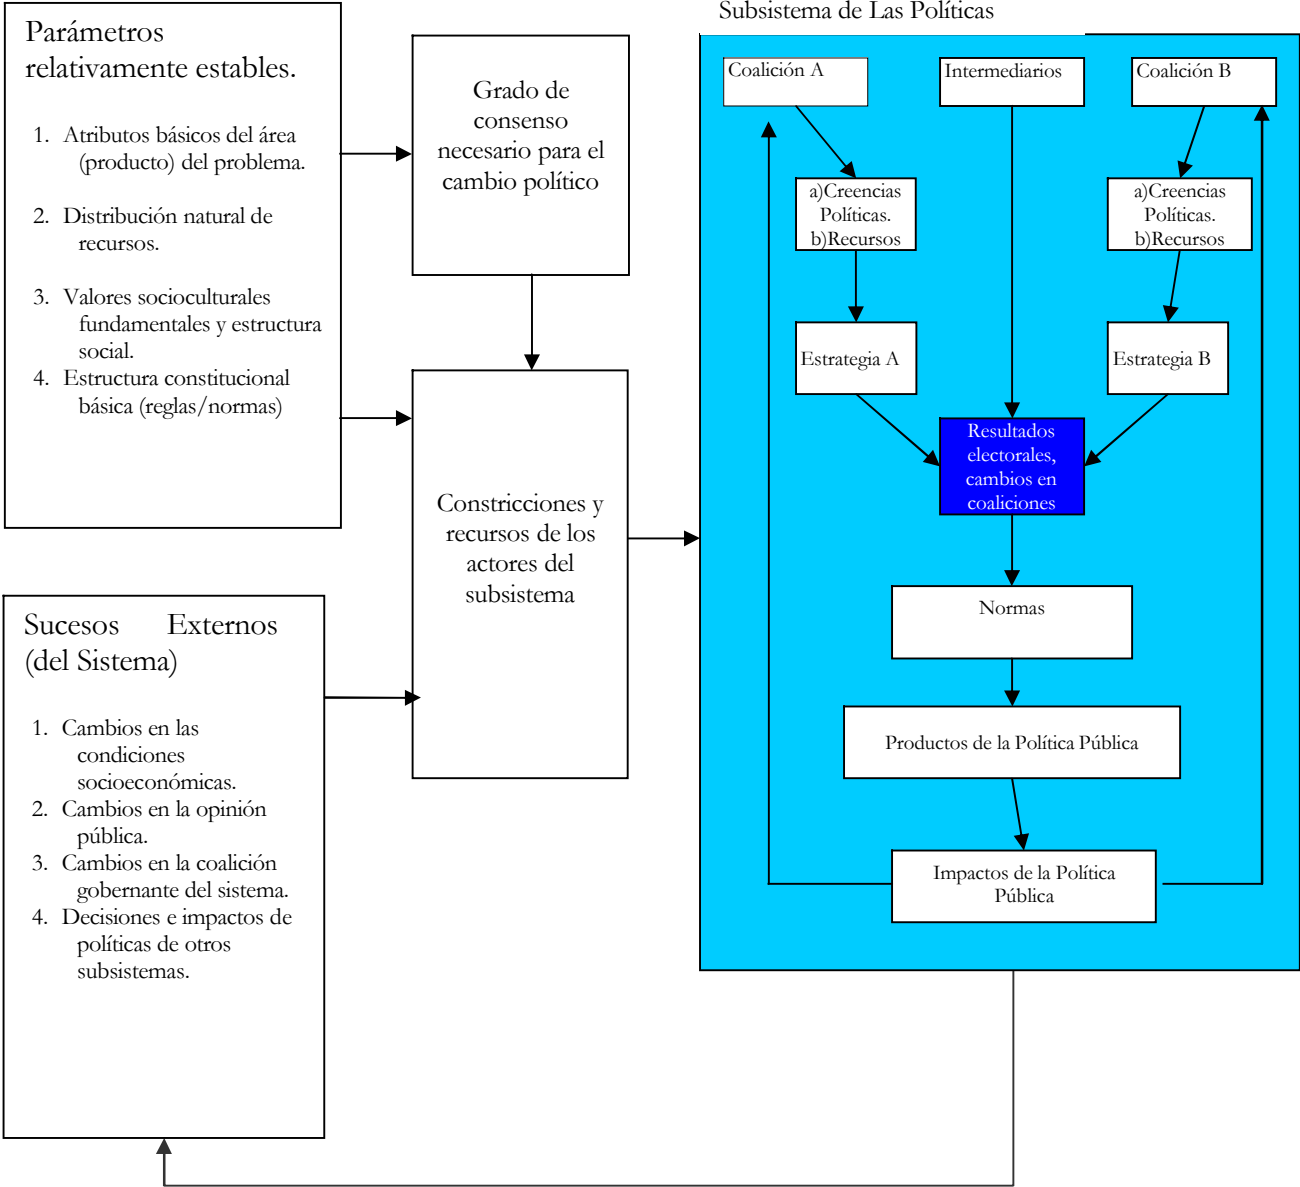 Parámetros
relativamente estables.
1. Atributos básicos del área
(producto) del problema.
2. Distribución natural de
recursos.
3. Valores socioculturales
fundamentales y estructura
social.
4. Estructura constitucional
básica (reglas/normas)
Grado de
consenso
necesario para el
cambio político
Constricciones y
recursos de los
actores del
subsistema
Sucesos Externos
(del Sistema)
1. Cambios en las
condiciones
socioeconómicas.
2. Cambios en la opinión
pública.
3. Cambios en la coalición
gobernante del sistema.
4. Decisiones e impactos de
políticas de otros
subsistemas.
Subsistema de Las Políticas
Coalición A
Intermediarios
Coalición B
a)Creencias
Políticas.
b)Recursos
a)Creencias
Políticas.
b)Recursos
Estrategia A
Estrategia B
Resultados
electorales,
cambios en
coaliciones
Normas
Productos de la Política Pública
Impactos de la Política
Pública